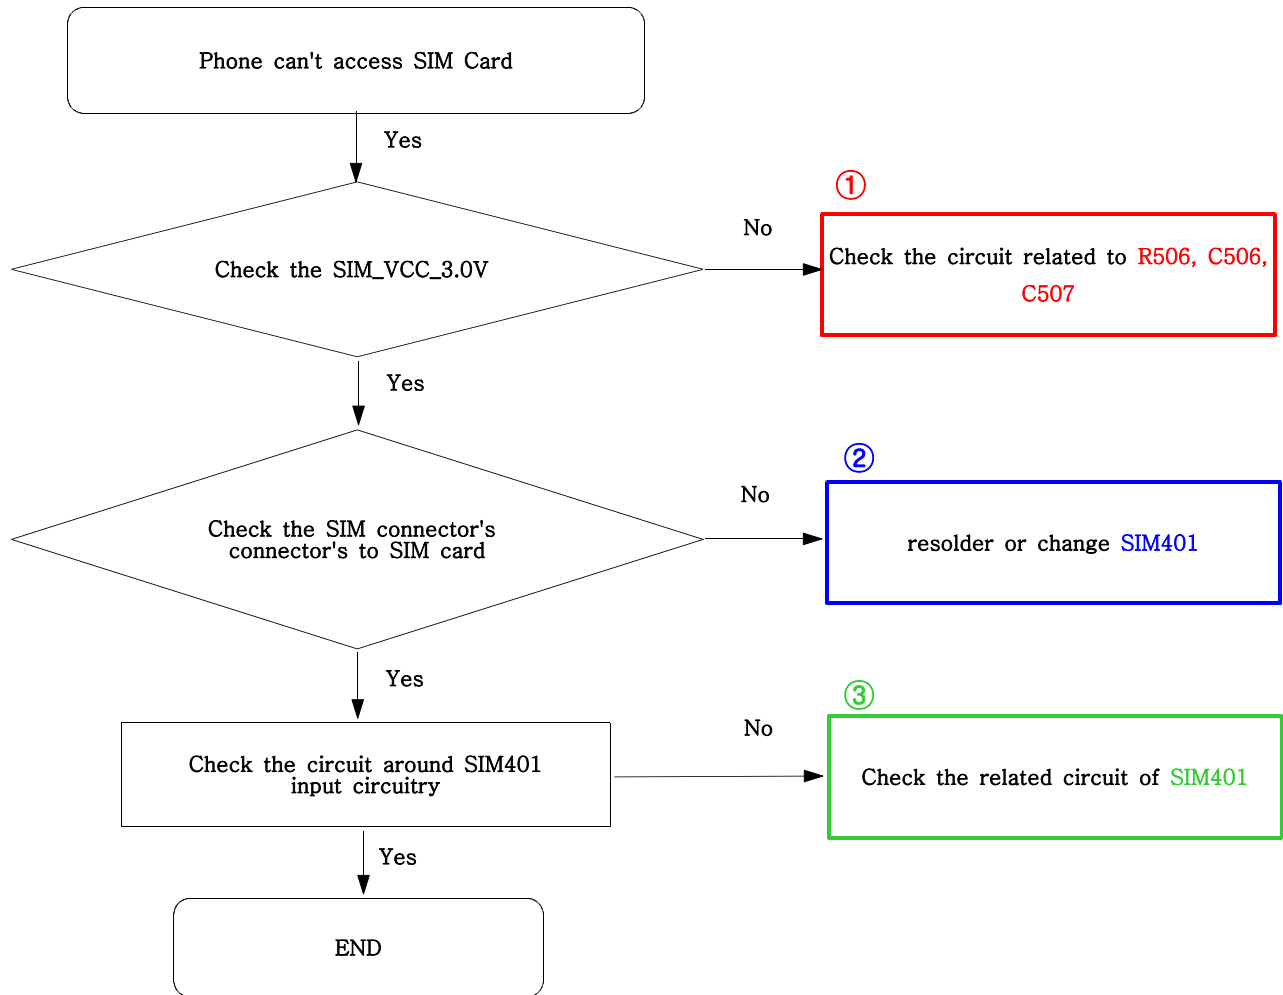 Phone can't access SIM Card
Yes
①
No
Check the SIM_VCC_3.0V
Check the circuit related to R506, C506,
C507
Yes
②
No
Check the SIM connector's
connector's to SIM card
resolder or change SIM401
Yes
③
No
Check the circuit around SIM401
input circuitry
Check the related circuit of SIM401
Yes
END